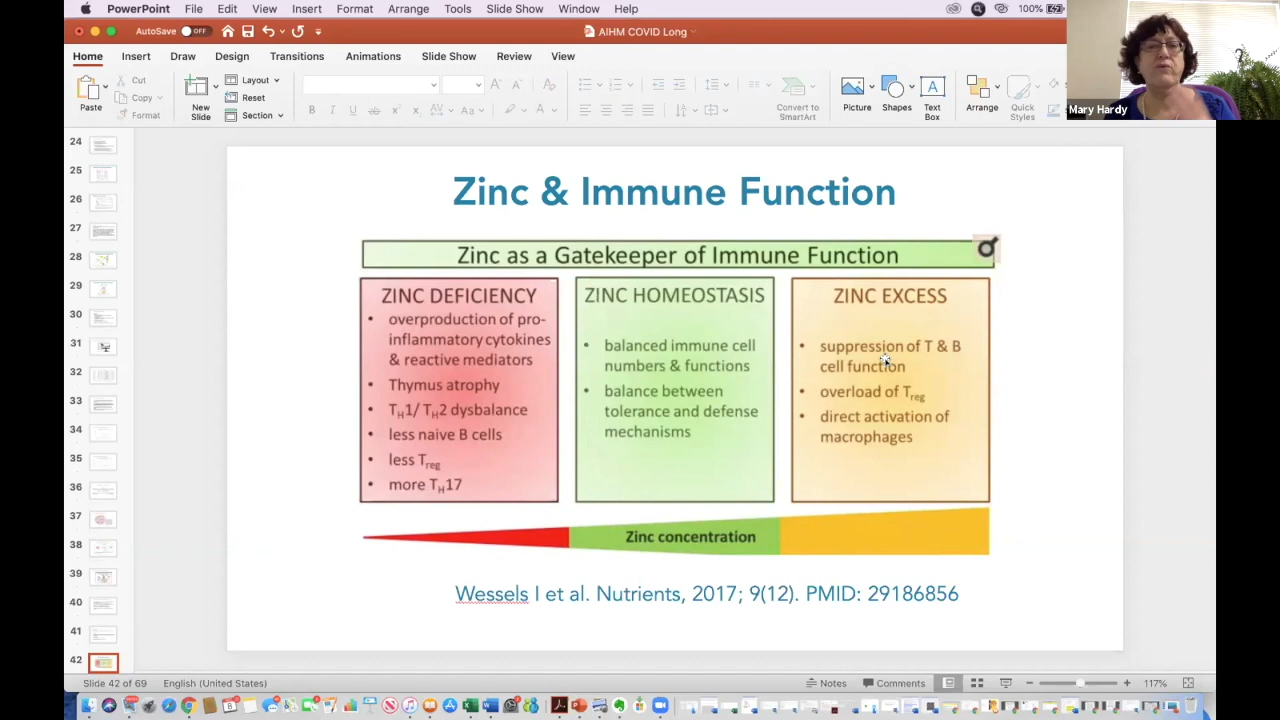 PowerPoint File Edit View Insert Format Arrange Tools Slide Show Window Help 100%
AutoSave OFF AIHM COVID Long
Home Insert Draw Design Transitions Animations Slide Show Review View
Paste Cut Copy Format New Slide Layout Reset Section Convert to SmartArt Picture Shapes Text Box Arrange Quick Styles
Mary Hardy
24
25
26
27
28
29
30
31
32
33
34
35
36
37
38
39
40
41
42
Zinc & Immune Function
Zinc as a Gatekeeper of Immune Function
ZINC DEFICIENCY
• overproduction of pro-
inflammatory cytokines
& reactive mediators
• Thymus atrophy
• TH1/ TH2 dysbalance
• less naive B cells
• less Treg
• more TH17
ZINC HOMEOSTASIS
• balanced immune cell
numbers & functions
• balance between
tolerance and defense
mechanisms
ZINC EXCESS
• suppression of T & B
cell function
• overload of Treg
• direct activation of
macrophages
Zinc concentration
Wessels I et al. Nutrients, 2017; 9(12). PMID: 29186856
Slide 42 of 69 English (United States) Notes Comments 117%